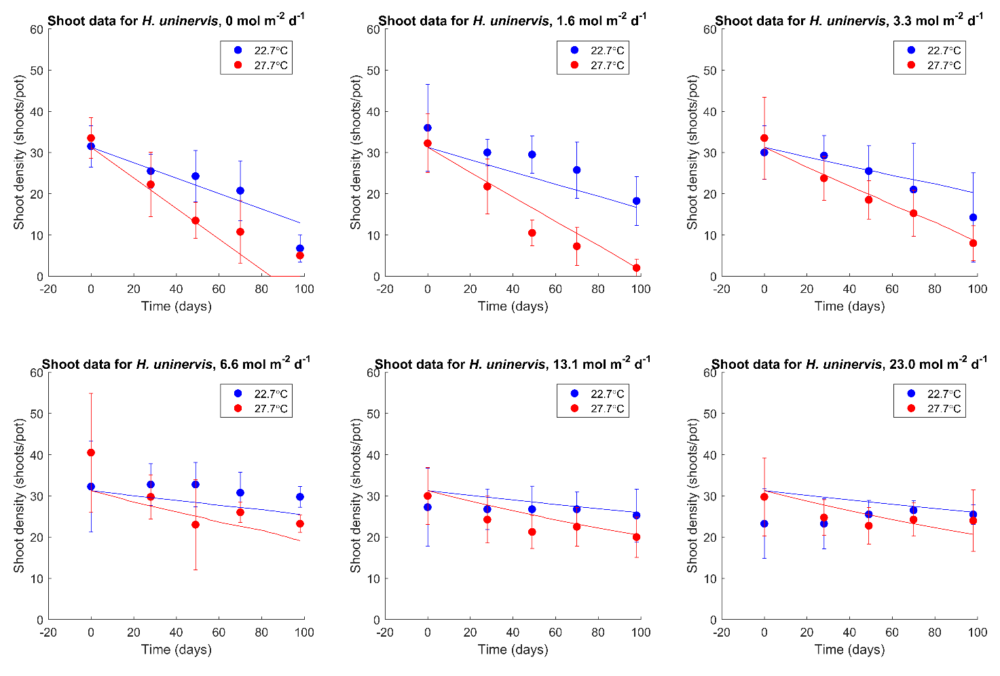 Shoot data for H. uninervis, 0 mol m-2 d-1
60
50
40
30
20
10
0
Shoot density (shoots/pot)
22.7°C
27.7°C
-20 0 20 40 60 80 100
Time (days)
Shoot data for H. uninervis, 1.6 mol m-2 d-1
60
50
40
30
20
10
0
Shoot density (shoots/pot)
22.7°C
27.7°C
-20 0 20 40 60 80 100
Time (days)
Shoot data for H. uninervis, 3.3 mol m-2 d-1
60
50
40
30
20
10
0
Shoot density (shoots/pot)
22.7°C
27.7°C
-20 0 20 40 60 80 100
Time (days)
Shoot data for H. uninervis, 6.6 mol m-2 d-1
60
50
40
30
20
10
0
Shoot density (shoots/pot)
22.7°C
27.7°C
-20 0 20 40 60 80 100
Time (days)
Shoot data for H. uninervis, 13.1 mol m-2 d-1
60
50
40
30
20
10
0
Shoot density (shoots/pot)
22.7°C
27.7°C
-20 0 20 40 60 80 100
Time (days)
Shoot data for H. uninervis, 23.0 mol m-2 d-1
60
50
40
30
20
10
0
Shoot density (shoots/pot)
22.7°C
27.7°C
-20 0 20 40 60 80 100
Time (days)